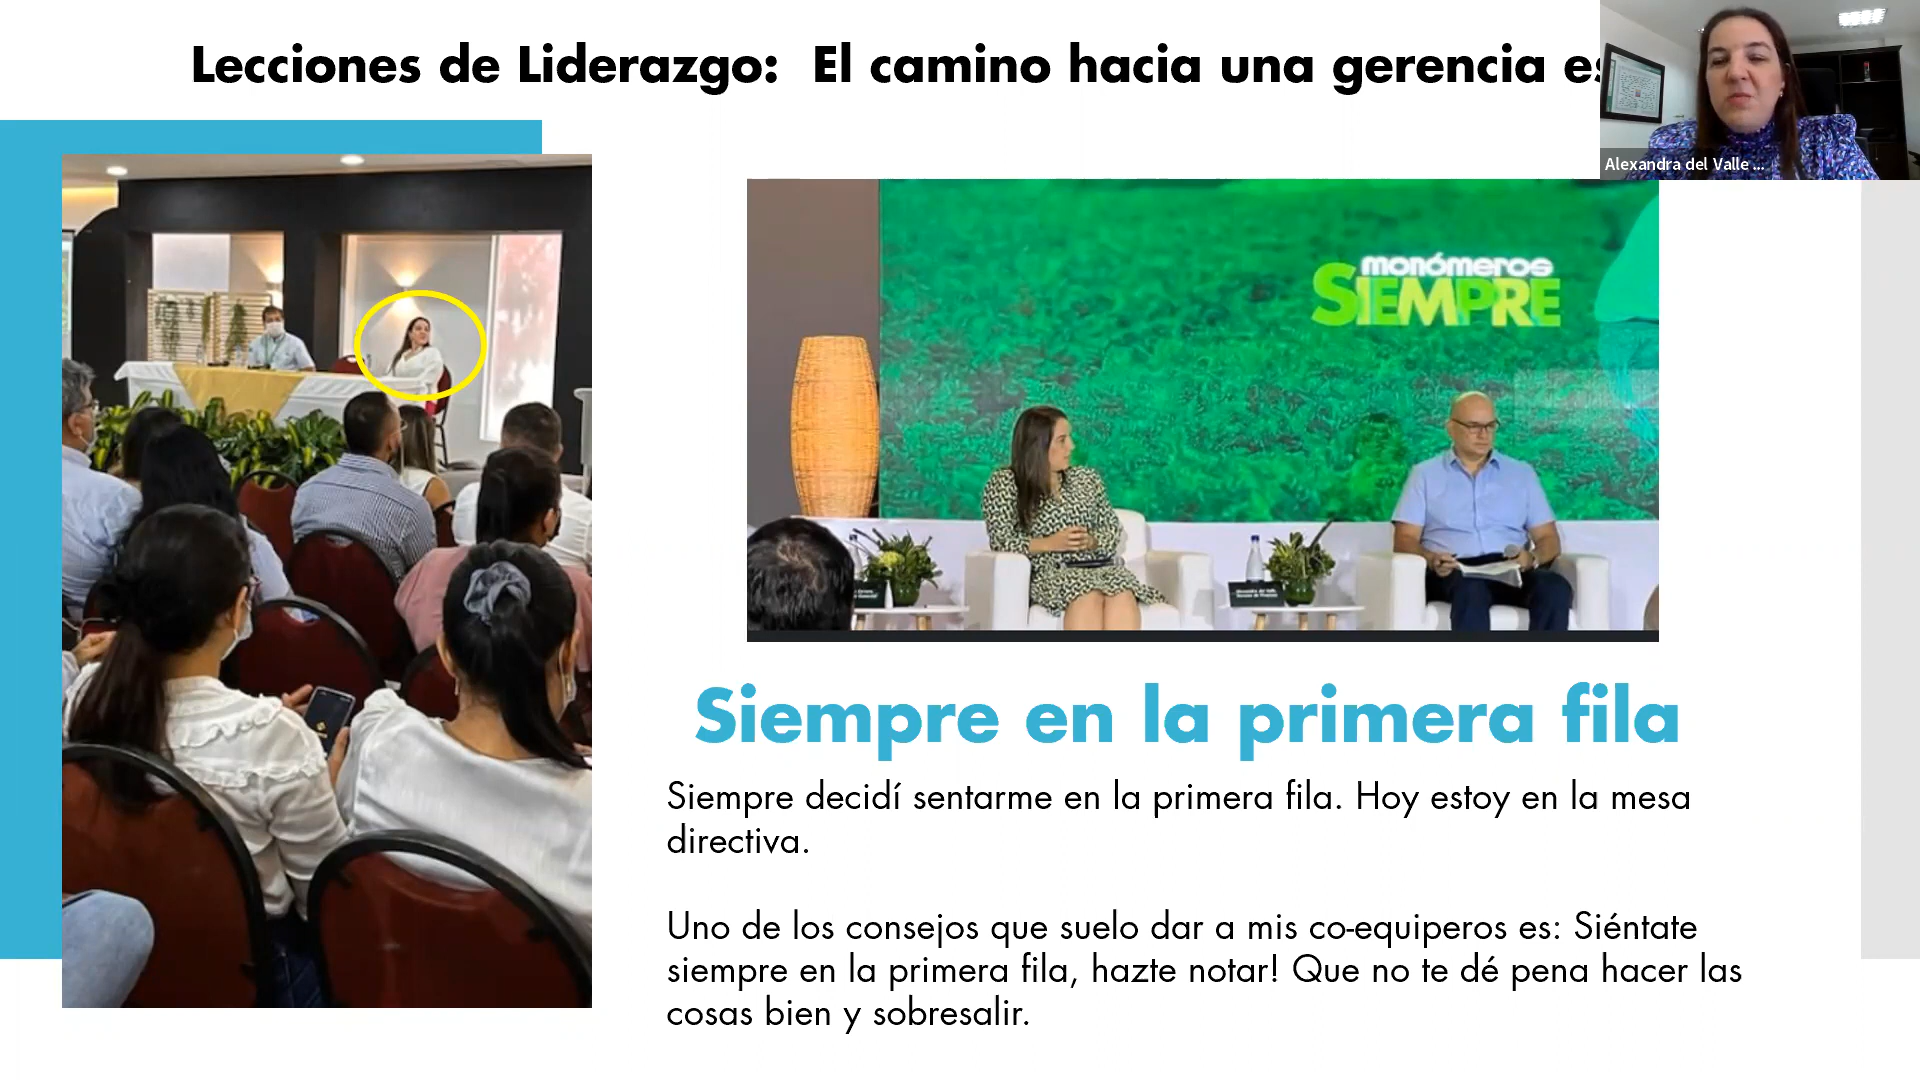 Lecciones de Liderazgo:  El camino hacia una gerencia es
Alexandra del Valle ...
monómeros
SIEMPRE
Siempre en la primera fila
Siempre decidí sentarme en la primera fila. Hoy estoy en la mesa
directiva.
Uno de los consejos que suelo dar a mis co-equiperos es: Siéntate
siempre en la primera fila, hazte notar! Que no te dé pena hacer las
cosas bien y sobresalir.